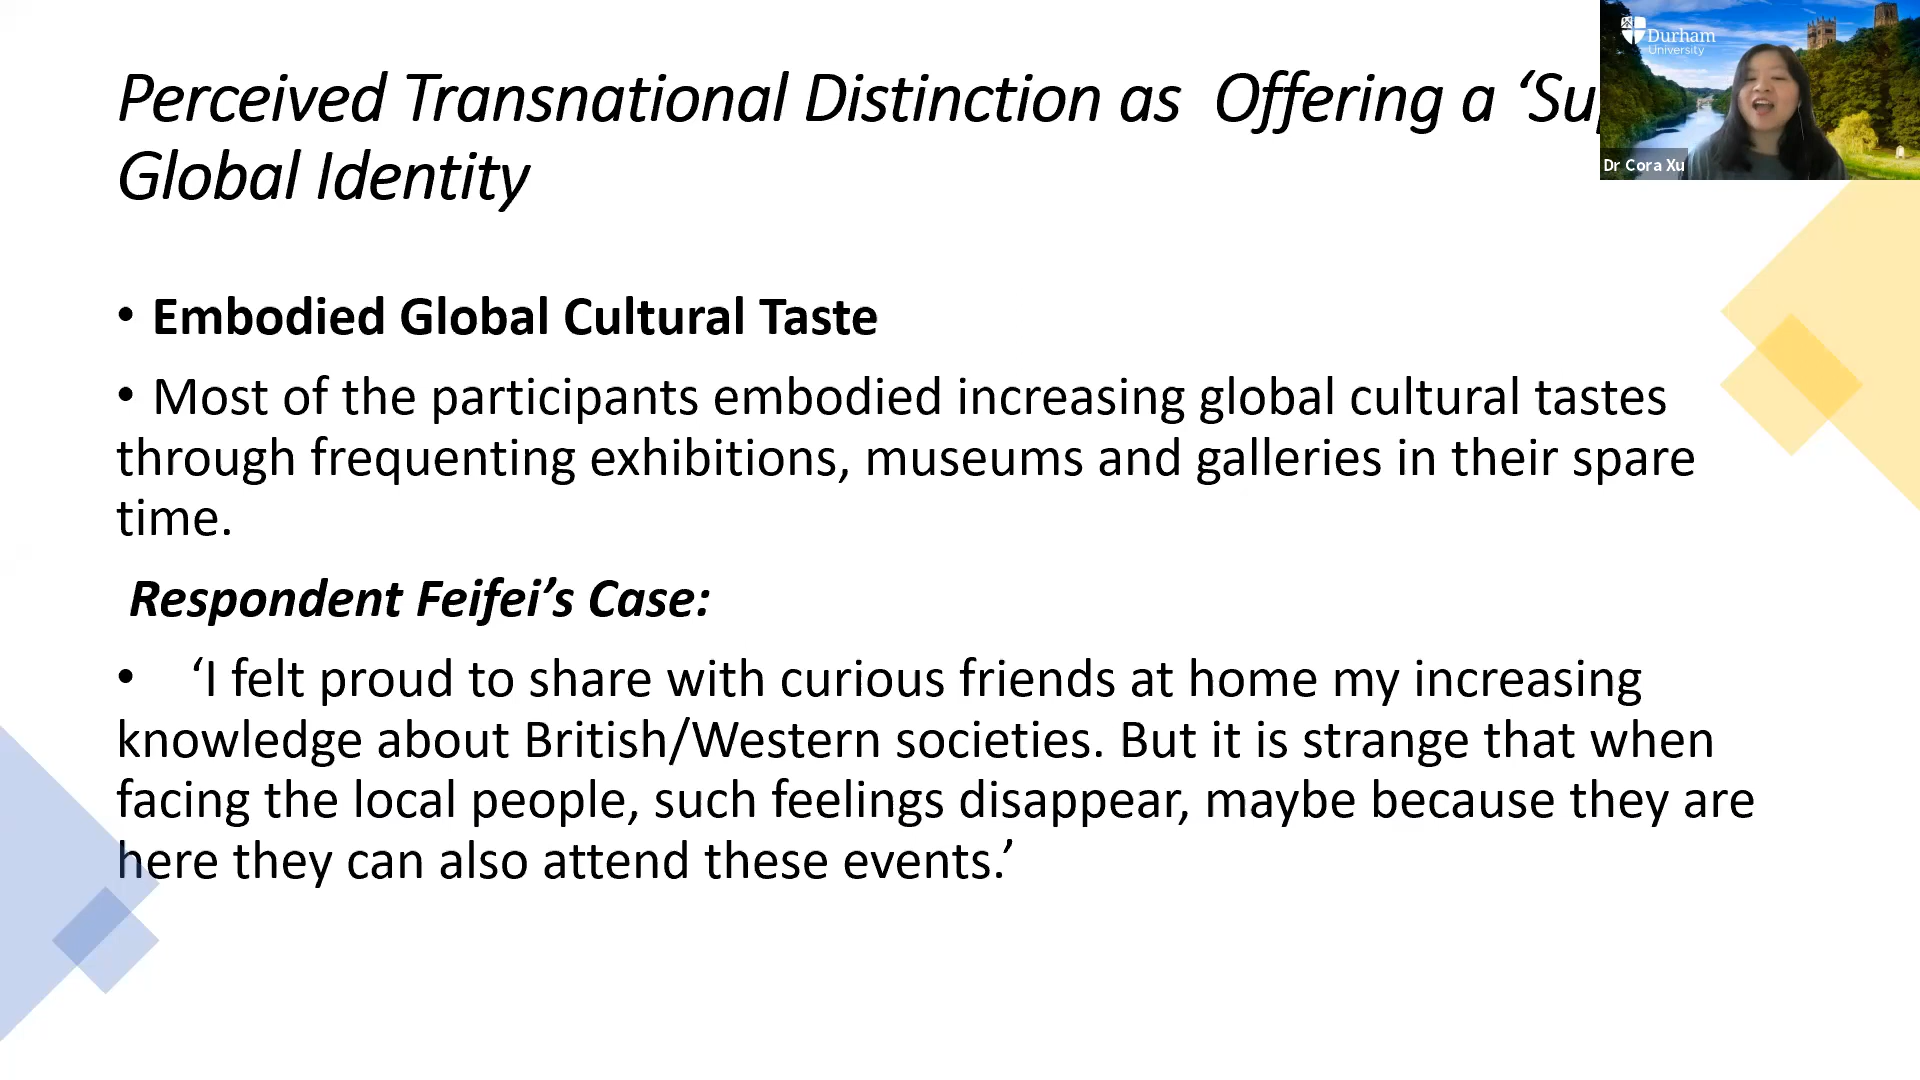 Perceived Transnational Distinction as  Offering a ‘Su
Global Identity
Durham
University
Dr Cora Xu
• Embodied Global Cultural Taste
• Most of the participants embodied increasing global cultural tastes
through frequenting exhibitions, museums and galleries in their spare
time.
Respondent Feifei’s Case:
• ‘I felt proud to share with curious friends at home my increasing
knowledge about British/Western societies. But it is strange that when
facing the local people, such feelings disappear, maybe because they are
here they can also attend these events.’